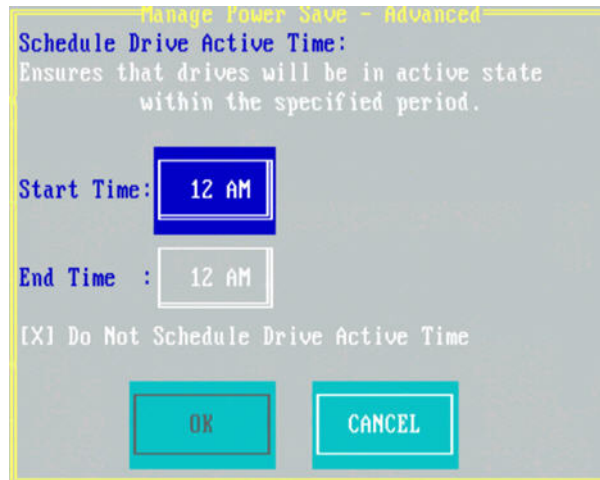 Manage Power Save - Advanced
Schedule Drive Active Time:
Ensures that drives will be in active state
within the specified period.
Start Time: 12 AM
End Time : 12 AM
[X] Do Not Schedule Drive Active Time
OK CANCEL